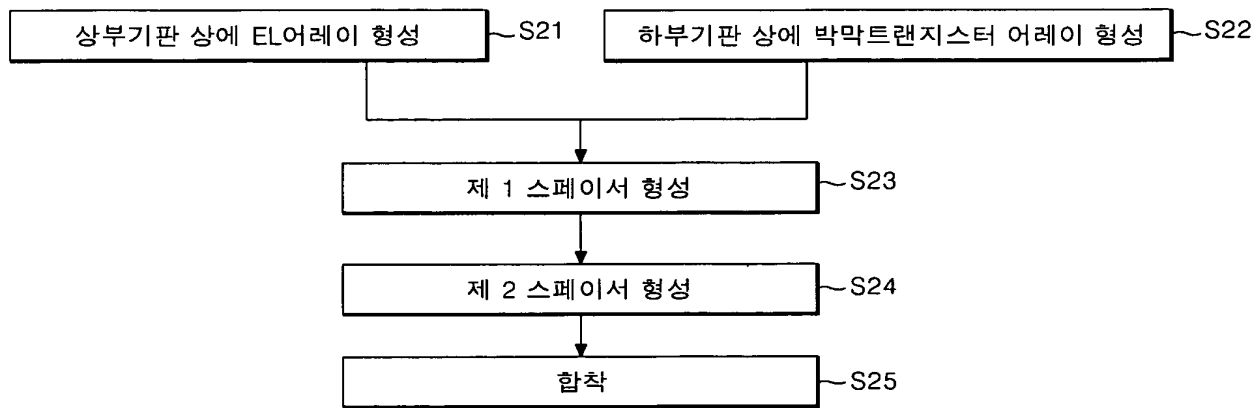 상부기판 상에 EL어레이 형성
S21
하부기판 상에 박막트랜지스터 어레이 형성
S22
제 1 스페이서 형성
S23
제 2 스페이서 형성
S24
합착
S25